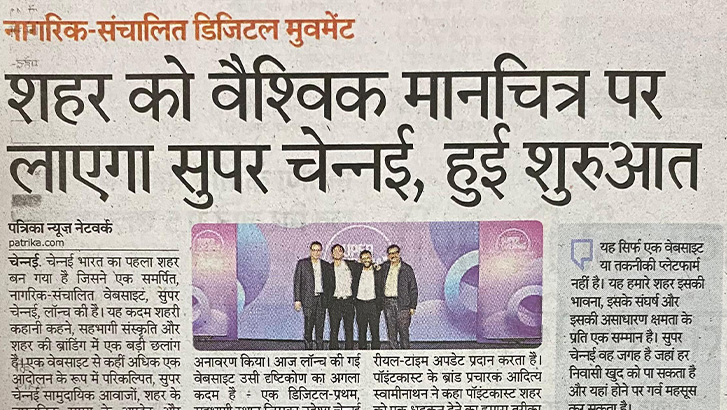 नागरिक-संचालित डिजिटल मुवमेंट
शहर को वैश्विक मानचित्र पर
लाएगा सुपर चेन्नई, हुई शुरुआत
पत्रिका न्यूज नेटवर्क
patrika.com
चेन्नई. चेन्नई भारत का पहला शहर
बन गया है जिसने एक समर्पित,
नागरिक-संचालित वेबसाइट, सुपर
चेन्नई, लॉन्च की है। यह कदम शहरी
कहानी कहने, सहभागी संस्कृति और
शहर की ब्रांडिंग में एक बड़ी छलांग
है। एक वेबसाइट से कहीं अधिक एक
आंदोलन के रूप में परिकल्पित, सुपर
चेन्नई सामुदायिक आवाजों, शहर के
अनावरण किया। आज लॉन्च की गई
वेबसाइट उसी दृष्टिकोण का अगला
कदम है - एक डिजिटल-प्रथम,
रीयल-टाइम अपडेट प्रदान करता है।
पॉइंटकास्ट के ब्रांड प्रचारक आदित्य
स्वामीनाथन ने कहा पॉइंटकास्ट शहर
यह सिर्फ एक वेबसाइट
या तकनीकी प्लेटफार्म
नहीं है। यह हमारे शहर इसकी
भावना, इसके संघर्ष और
इसकी असाधारण क्षमता के
प्रति एक सम्मान है। सुपर
चेन्नई वह जगह है जहां हर
निवासी खुद को पा सकता है
और यहां होने पर गर्व महसूस